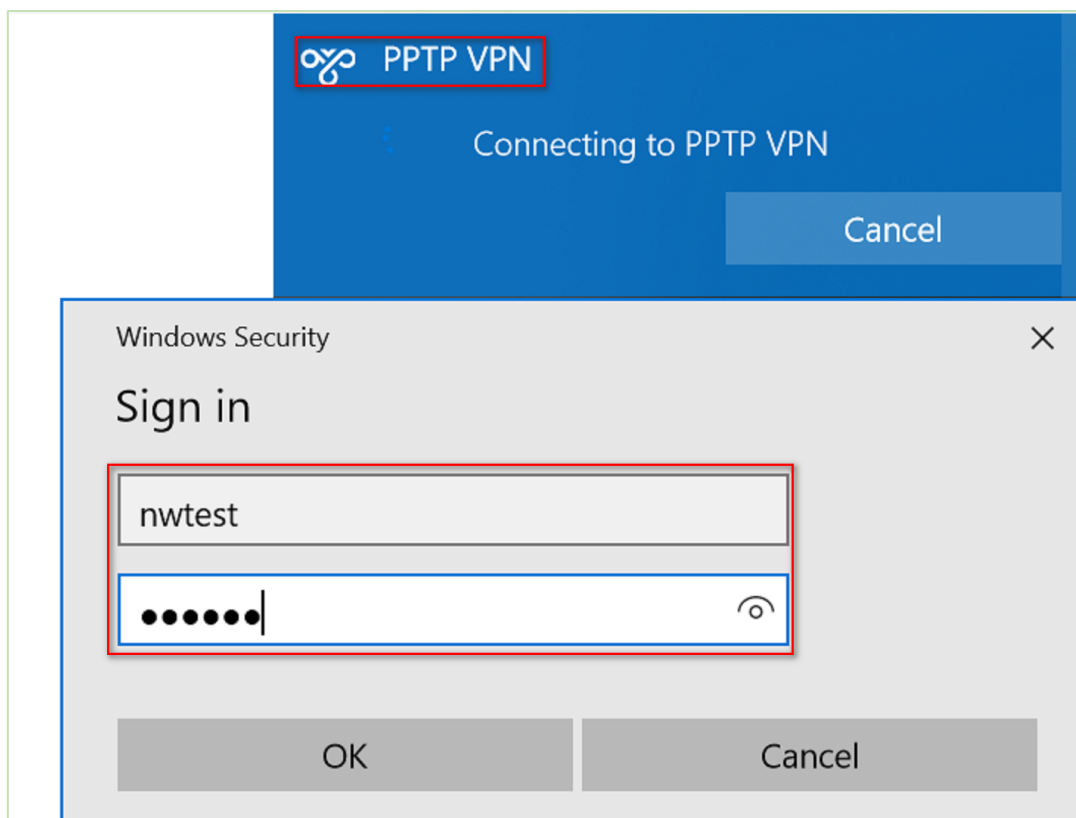 PPTP VPN
Connecting to PPTP VPN
Cancel
Windows Security
Sign in
nwtest
●●●●●●
OK
Cancel